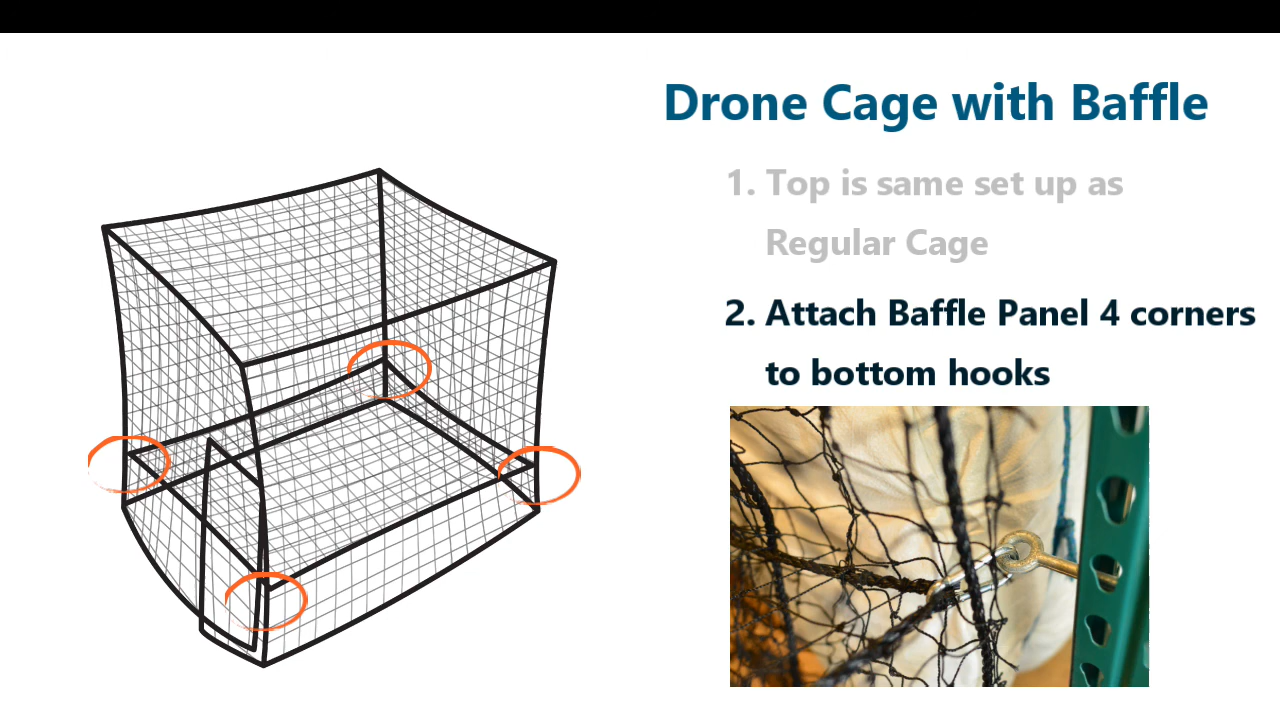 Drone Cage with Baffle
1. Top is same set up as
Regular Cage
2. Attach Baffle Panel 4 corners
to bottom hooks